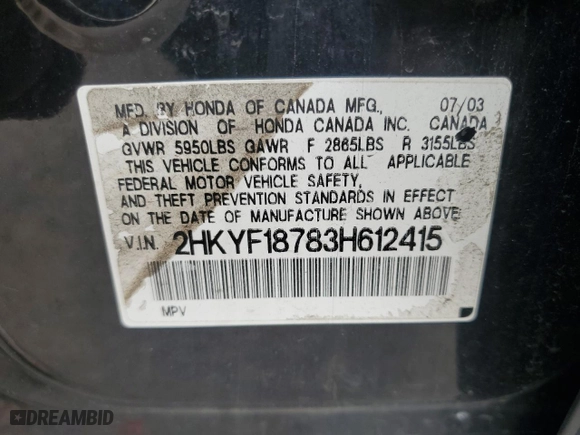 MFD. BY HONDA OF CANADA MFG., 07/03
A DIVISION OF HONDA CANADA INC. CANADA
GVWR 5950LBS GAWR F 2865LBS R 3155LBS
THIS VEHICLE CONFORMS TO ALL APPLICABLE
FEDERAL MOTOR VEHICLE SAFETY,
AND THEFT PREVENTION STANDARDS IN EFFECT
ON THE DATE OF MANUFACTURE SHOWN ABOVE.
V.I.N. 2HKYF18783H612415
MPV
DREAMBID